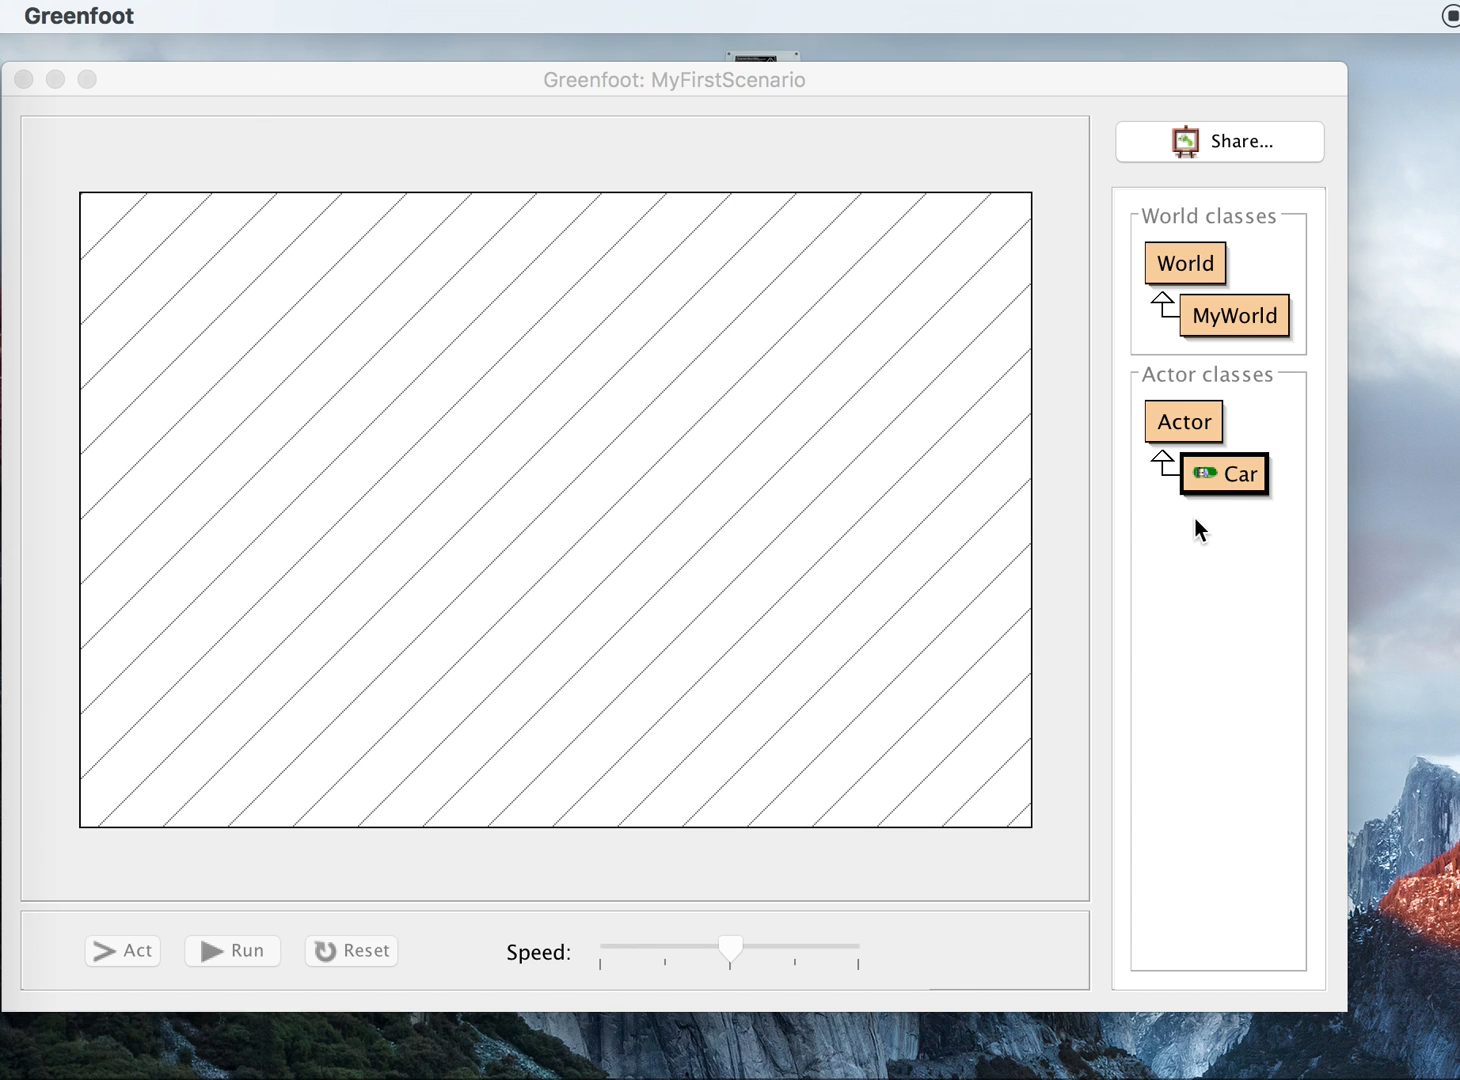 Greenfoot
Greenfoot: MyFirstScenario
Share...
World classes
World
MyWorld
Actor classes
Actor
Car
Act
Run
Reset
Speed: